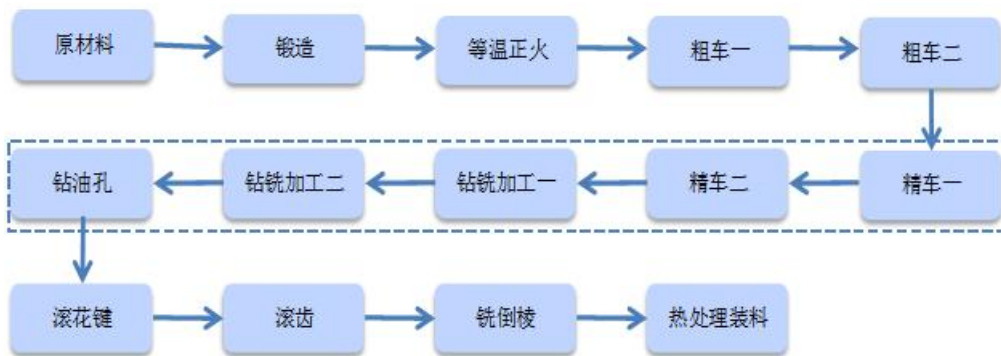 原材料
锻造
等温正火
粗车一
粗车二
精车一
精车二
钻铣加工一
钻铣加工二
钻油孔
滚花键
滚齿
铣倒棱
热处理装料